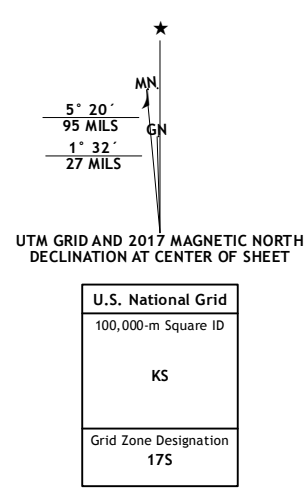 ★
MN
5° 20´
95 MILS
GN
1° 32´
27 MILS
UTM GRID AND 2017 MAGNETIC NORTH
DECLINATION AT CENTER OF SHEET
U.S. National Grid
100,000-m Square ID
KS
Grid Zone Designation
17S